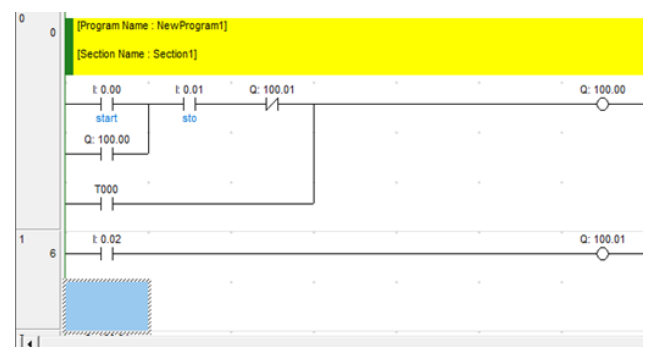 0
0
[Program Name : NewProgram1]
[Section Name : Section1]
I: 0.00 I: 0.01 Q: 100.01 Q: 100.00
start sto
Q: 100.00
T000
1
6
I: 0.02 Q: 100.01